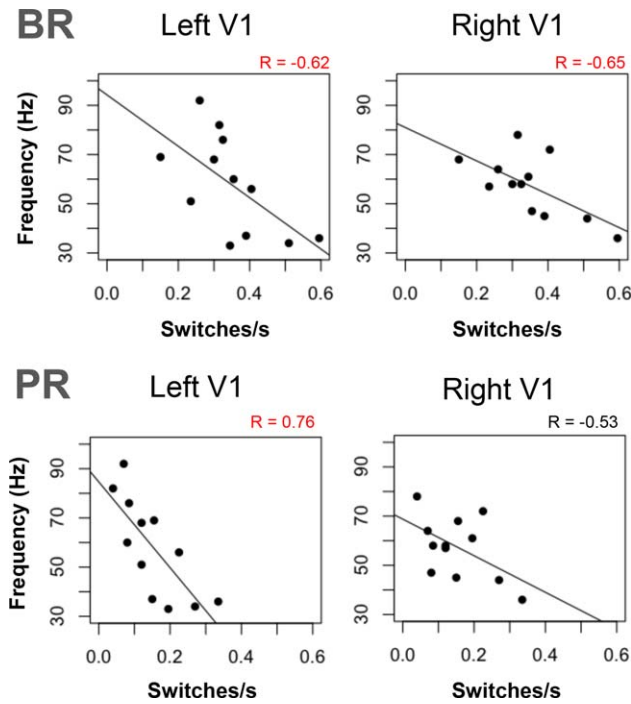 BR
Left V1
Right V1
R = -0.62
R = -0.65
Frequency (Hz)
90
70
50
30
90
70
50
30
0.0 0.2 0.4 0.6
0.0 0.2 0.4 0.6
Switches/s
Switches/s
PR
Left V1
Right V1
R = 0.76
R = -0.53
Frequency (Hz)
90
70
50
30
90
70
50
30
0.0 0.2 0.4 0.6
0.0 0.2 0.4 0.6
Switches/s
Switches/s